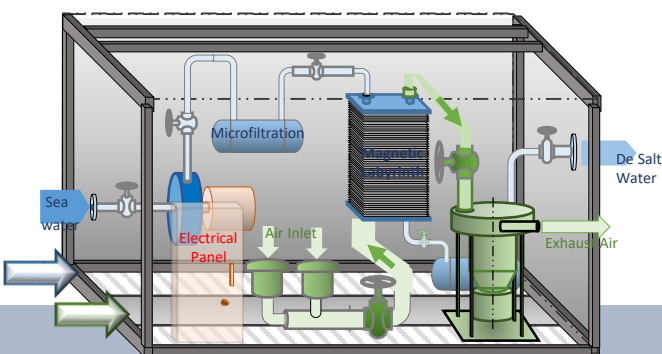 Microfiltration
Magnetic
Labyrinth
De Salt
Water
Sea
water
Electrical
Panel
Air Inlet
Exhaust Air